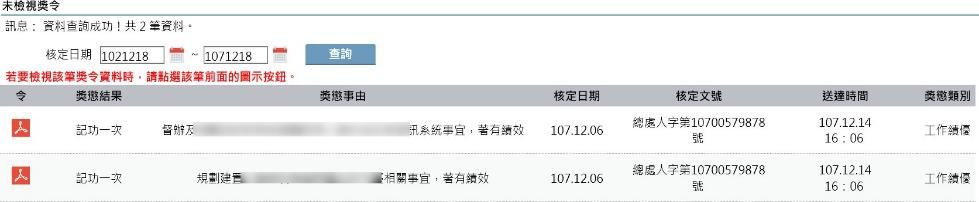 未檢視獎令
訊息： 資料查詢成功！共 2 筆資料。
核定日期 1021218 ~ 1071218 查詢
若要檢視該筆獎令資料時，請點選該筆前面的圖示按鈕。
令 獎懲結果 獎懲事由 核定日期 核定文號 送達時間 獎懲類別
記功一次 督辦及 訊系統事宜，著有績效 107.12.06 總處人字第10700579878號 107.12.14 16：06 工作績優
記功一次 規劃建置 相關事宜，著有績效 107.12.06 總處人字第10700579878號 107.12.14 16：06 工作績優